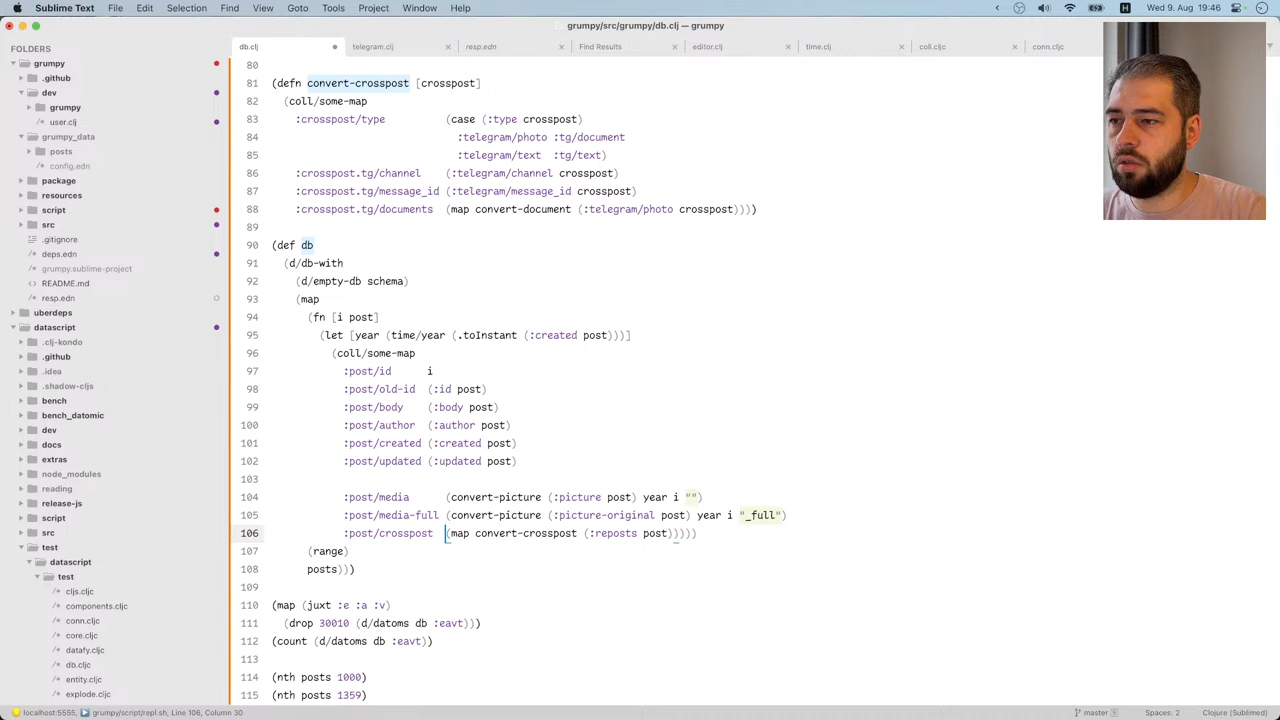 Sublime Text File Edit Selection Find View Goto Tools Project Window Help
H Wed 9. Aug 19:46
grumpy/src/grumpy/db.clj — grumpy
FOLDERS
grumpy
.github
dev
grumpy
user.clj
grumpy_data
posts
config.edn
package
resources
script
src
.gitignore
deps.edn
grumpy.sublime-project
README.md
resp.edn
uberdeps
datascript
.clj-kondo
.github
.idea
.shadow-cljs
bench
bench_datomic
dev
docs
extras
node_modules
reading
release-js
script
src
test
datascript
test
cljs.cljc
components.cljc
conn.cljc
core.cljc
datafy.cljc
db.cljc
entity.cljc
explode.cljc
db.clj telegram.clj resp.edn Find Results editor.clj time.clj coll.clj conn.cljc
80
81 (defn convert-crosspost [crosspost]
82 (coll/some-map
83 :crosspost/type (case (:type crosspost)
84 :telegram/photo :tg/document
85 :telegram/text :tg/text)
86 :crosspost.tg/channel (:telegram/channel crosspost)
87 :crosspost.tg/message_id (:telegram/message_id crosspost)
88 :crosspost.tg/documents (map convert-document (:telegram/photo crosspost))))
89
90 (def db
91 (d/db-with
92 (d/empty-db schema)
93 (map
94 (fn [i post]
95 (let [year (time/year (.toInstant (:created post)))]
96 (coll/some-map
97 :post/id i
98 :post/old-id (:id post)
99 :post/body (:body post)
100 :post/author (:author post)
101 :post/created (:created post)
102 :post/updated (:updated post)
103
104 :post/media (convert-picture (:picture post) year i "")
105 :post/media-full (convert-picture (:picture-original post) year i "_full")
106 :post/crosspost (map convert-crosspost (:reposts post)))))
107 (range)
108 posts)))
109
110 (map (juxt :e :a :v)
111 (drop 30010 (d/datoms db :eavt)))
112 (count (d/datoms db :eavt))
113
114 (nth posts 1000)
115 (nth posts 1359)
localhost:5555, grumpy/script/repl.sh, Line 106, Column 30
master 9 Spaces: 2 Clojure (Sublimed)